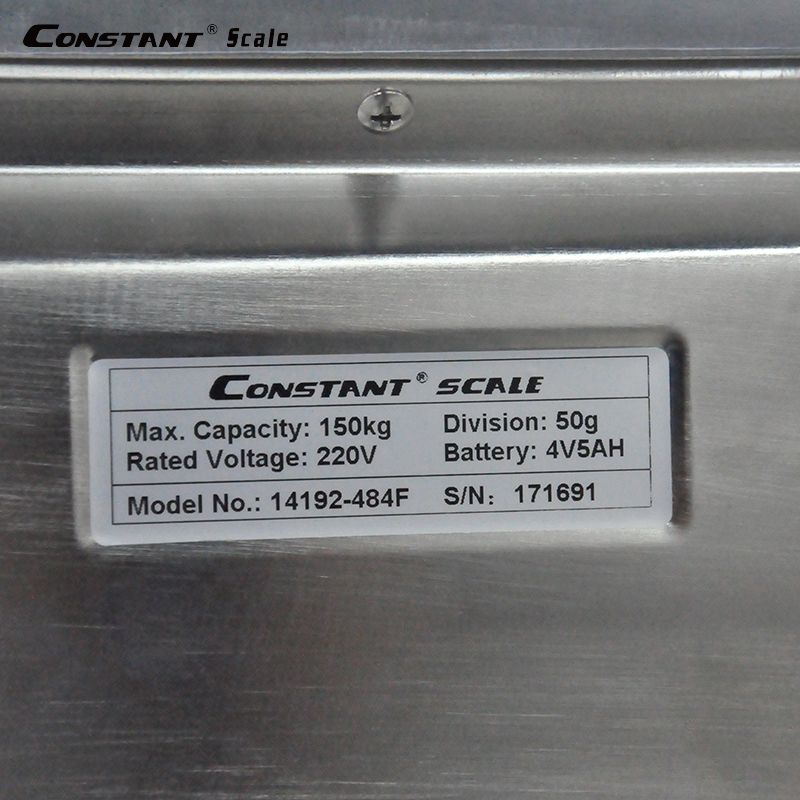 CONSTANT® Scale
CONSTANT® SCALE
Max. Capacity: 150kg Division: 50g
Rated Voltage: 220V Battery: 4V5AH
Model No.: 14192-484F S/N: 171691